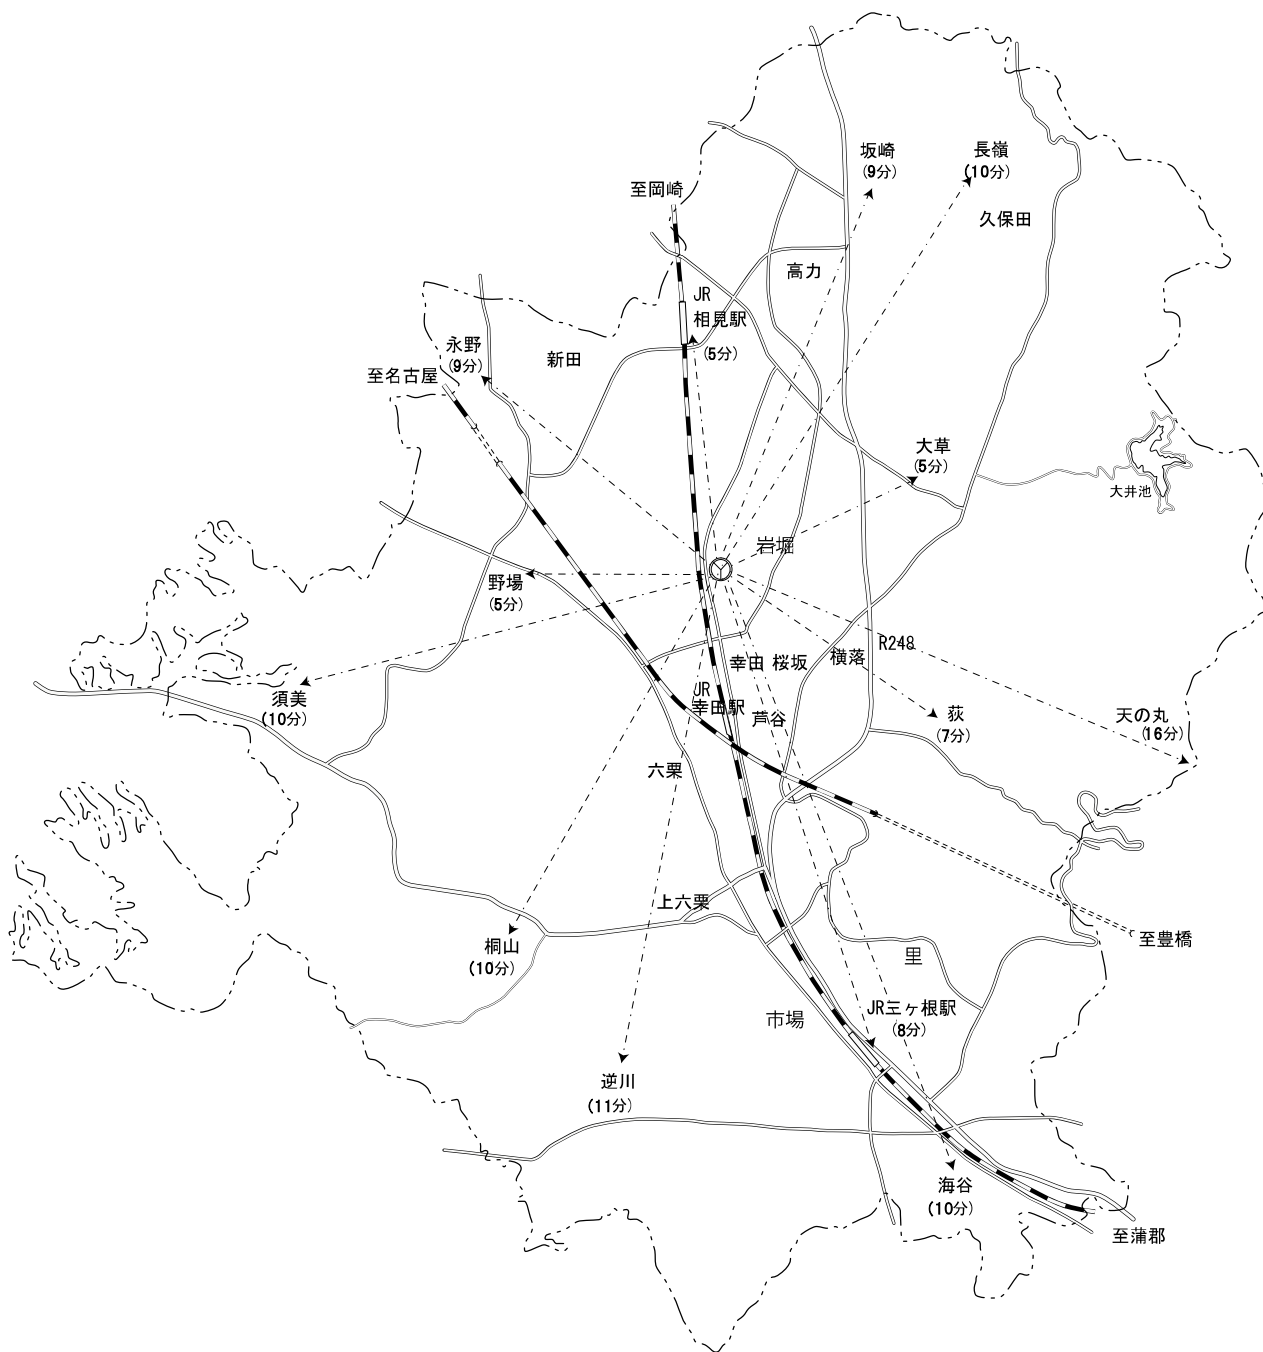 坂崎
(9分)
長嶺
(10分)
至岡崎
久保田
高力
JR
相見駅
(5分)
永野
(9分)
新田
至名古屋
大草
(5分)
大井池
岩堀
野場
(5分)
R248
横落
幸田 桜坂
須美
(10分)
JR
幸田駅
芦谷
荻
(7分)
天の丸
(16分)
六栗
上六栗
桐山
(10分)
至豊橋
里
JR三ヶ根駅
(8分)
市場
逆川
(11分)
海谷
(10分)
至蒲郡